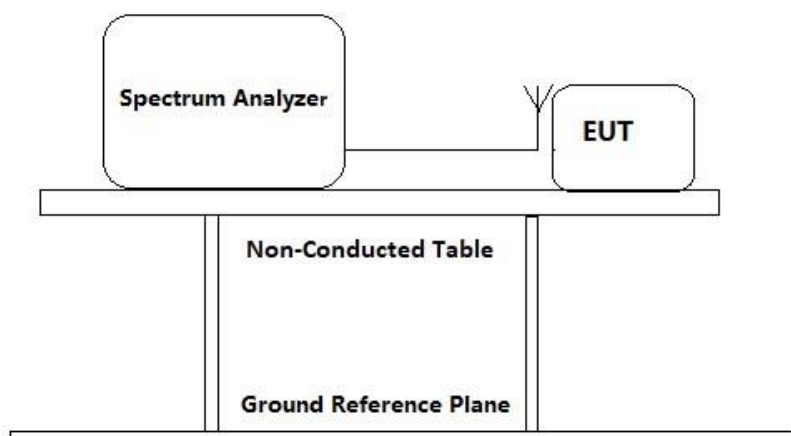 Spectrum Analyzer
EUT
Non-Conducted Table
Ground Reference Plane